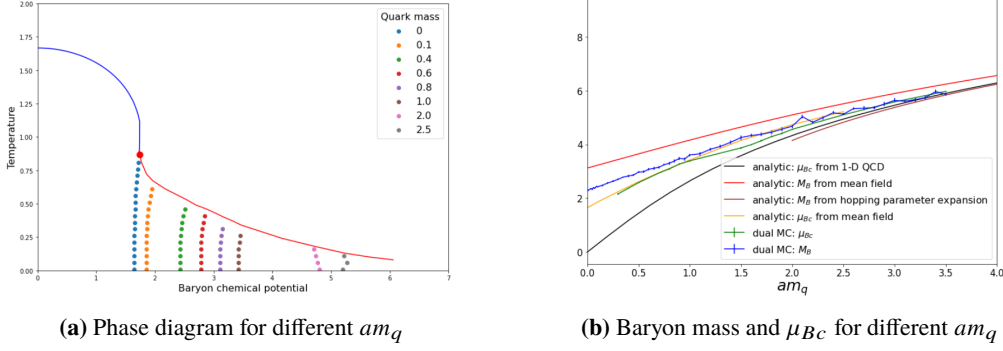 2.00
1.75
1.50
1.25
1.00
0.75
0.50
0.25
0.00
Temperature
0 1 2 3 4 5 6 7
Baryon chemical potential
Quark mass
0
0.1
0.4
0.6
0.8
1.0
2.0
2.5
(a) Phase diagram for different am_q
8
6
4
2
0
0.0 0.5 1.0 1.5 2.0 2.5 3.0 3.5 4.0
am_q
analytic: μ_Bc from 1-D QCD
analytic: M_B from mean field
analytic: M_B from hopping parameter expansion
analytic: μ_Bc from mean field
dual MC: μ_Bc
dual MC: M_B
(b) Baryon mass and μ_Bc for different am_q